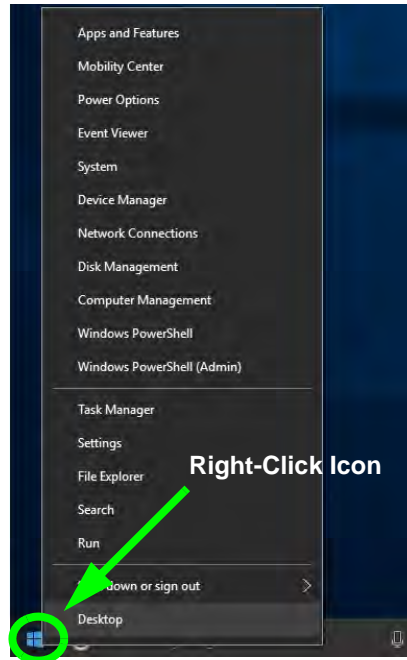 Apps and Features
Mobility Center
Power Options
Event Viewer
System
Device Manager
Network Connections
Disk Management
Computer Management
Windows PowerShell
Windows PowerShell (Admin)
Task Manager
Settings
Right-Click Icon
File Explorer
Search
Run
down or sign out
Desktop